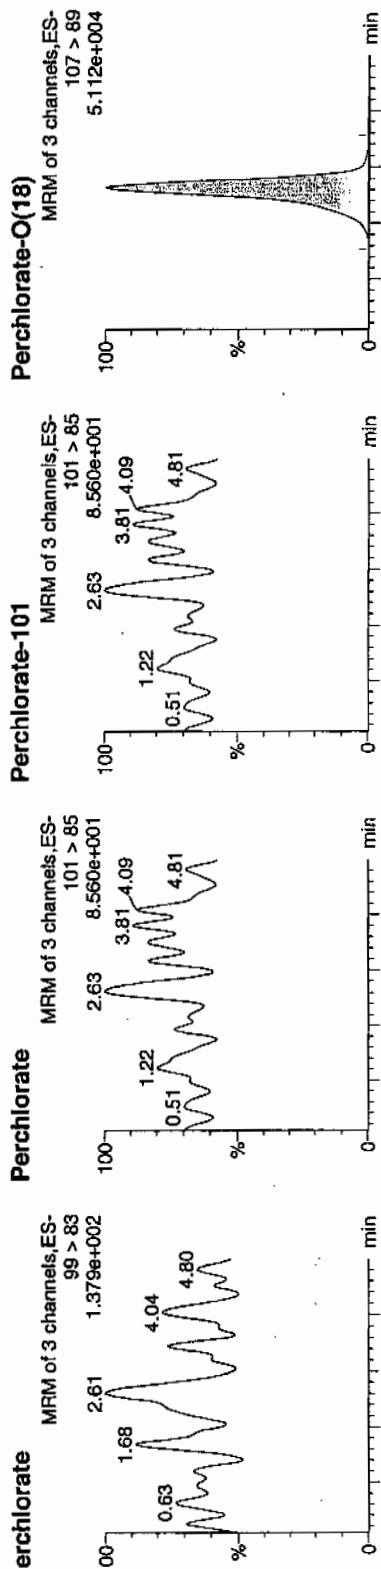 erchlorate
MRM of 3 channels,ES-
99 > 83
1.379e+002
00
2.61
1.68
4.04
0.63
4.80
%
0
min
Perchlorate
MRM of 3 channels,ES-
101 > 85
8.560e+001
100
2.63
4.09
3.81
1.22
4.81
0.51
%
0
min
Perchlorate-101
MRM of 3 channels,ES-
101 > 85
8.560e+001
100
2.63
4.09
3.81
1.22
4.81
0.51
%
0
min
Perchlorate-O(18)
MRM of 3 channels,ES-
107 > 89
5.112e+004
100
%
0
min